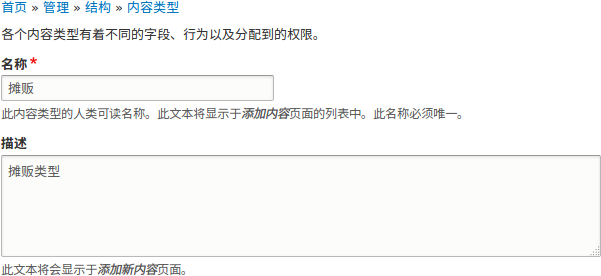 首页 » 管理 » 结构 » 内容类型
各个内容类型有着不同的字段、行为以及分配到的权限。
名称*
摊贩
此内容类型的人类可读名称。此文本将显示于添加内容页面的列表中。此名称必须唯一。
描述
摊贩类型
此文本将会显示于添加新内容页面。